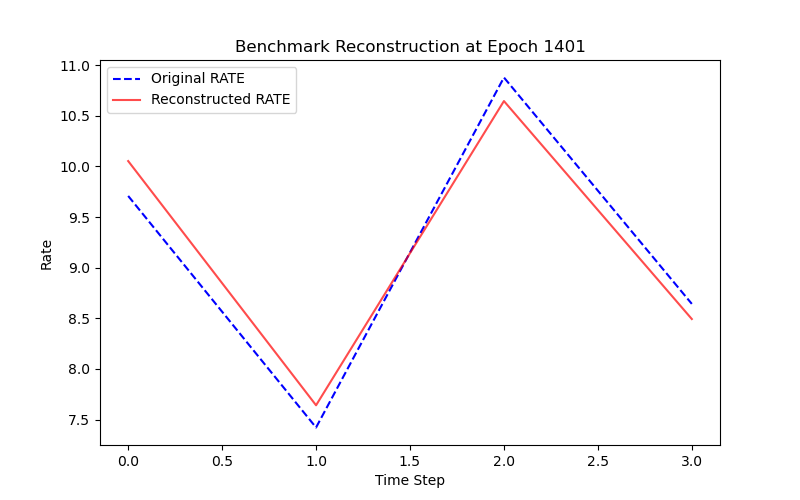 Benchmark Reconstruction at Epoch 1401
Original RATE
Reconstructed RATE
Rate
11.0
10.5
10.0
9.5
9.0
8.5
8.0
7.5
0.0 0.5 1.0 1.5 2.0 2.5 3.0
Time Step